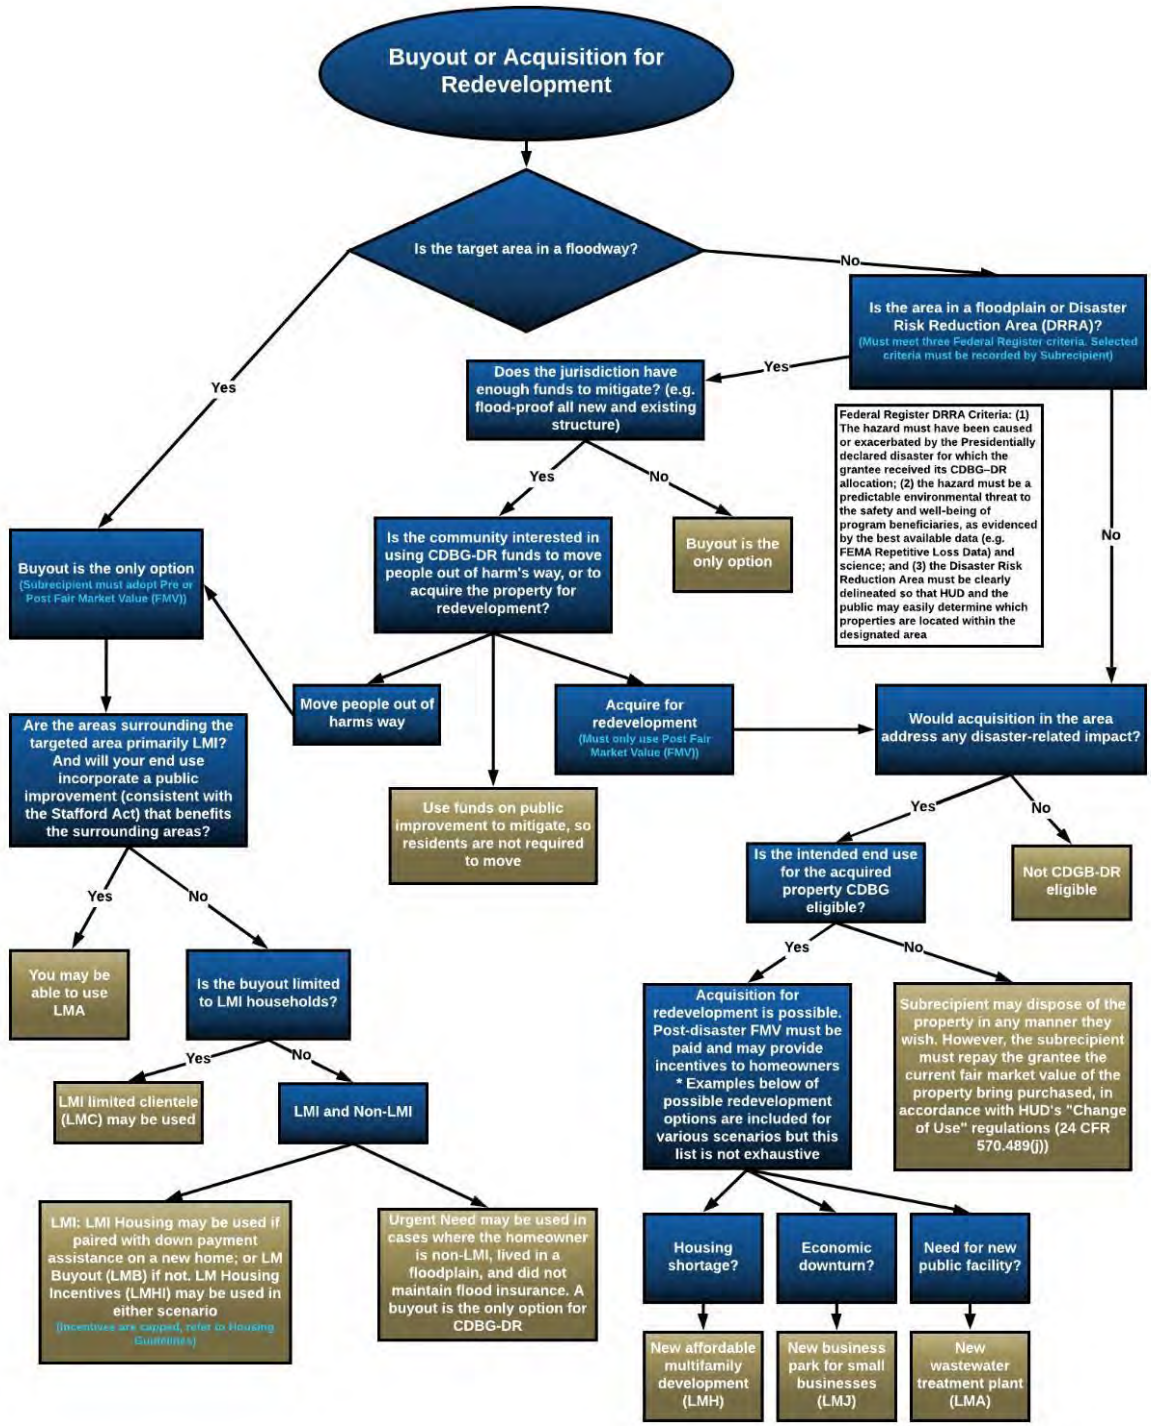 Buyout or Acquisition for
Redevelopment
Is the target area in a floodway?
No
Is the area in a floodplain or Disaster
Risk Reduction Area (DRRA)?
(Must meet three Federal Register criteria. Selected
criteria must be recorded by Subrecipient)
Yes
Yes
Does the jurisdiction have
enough funds to mitigate? (e.g.
flood-proof all new and existing
structure)
Federal Register DRRA Criteria: (1)
The hazard must have been caused
or exacerbated by the Presidentially
declared disaster for which the
grantee received its CDBG–DR
allocation; (2) the hazard must be a
predictable environmental threat to
the safety and well-being of
program beneficiaries, as evidenced
by the best available data (e.g.
FEMA Repetitive Loss Data) and
science; and (3) the Disaster Risk
Reduction Area must be clearly
delineated so that HUD and the
public may easily determine which
properties are located within the
designated area
Yes
No
No
Buyout is the only option
(Subrecipient must adopt Pre or
Post Fair Market Value (FMV))
Is the community interested in
using CDBG-DR funds to move
people out of harm's way, or to
acquire the property for
redevelopment?
Buyout is the
only option
Move people out of
harms way
Acquire for
redevelopment
(Must only use Post Fair
Market Value (FMV))
Would acquisition in the area
address any disaster-related impact?
Are the areas surrounding the
targeted area primarily LMI?
And will your end use
incorporate a public
improvement (consistent with
the Stafford Act) that benefits
the surrounding areas?
Use funds on public
improvement to mitigate, so
residents are not required
to move
Yes
No
Is the intended end use
for the acquired
property CDBG
eligible?
Not CDGB-DR
eligible
Yes
No
Yes
No
You may be
able to use
LMA
Is the buyout limited
to LMI households?
Acquisition for
redevelopment is possible.
Post-disaster FMV must be
paid and may provide
incentives to homeowners
* Examples below of
possible redevelopment
options are included for
various scenarios but this
list is not exhaustive
Subrecipient may dispose of the
property in any manner they
wish. However, the subrecipient
must repay the grantee the
current fair market value of the
property bring purchased, in
accordance with HUD's "Change
of Use" regulations (24 CFR
570.489(j))
Yes
No
LMI limited clientele
(LMC) may be used
LMI and Non-LMI
LMI: LMI Housing may be used if
paired with down payment
assistance on a new home; or LM
Buyout (LMB) if not. LM Housing
Incentives (LMHI) may be used in
either scenario
(Incentives are capped, refer to Housing
Guidelines)
Urgent Need may be used in
cases where the homeowner
is non-LMI, lived in a
floodplain, and did not
maintain flood insurance. A
buyout is the only option for
CDBG-DR
Housing
shortage?
Economic
downturn?
Need for new
public facility?
New affordable
multifamily
development
(LMH)
New business
park for small
businesses
(LMJ)
New
wastewater
treatment plant
(LMA)